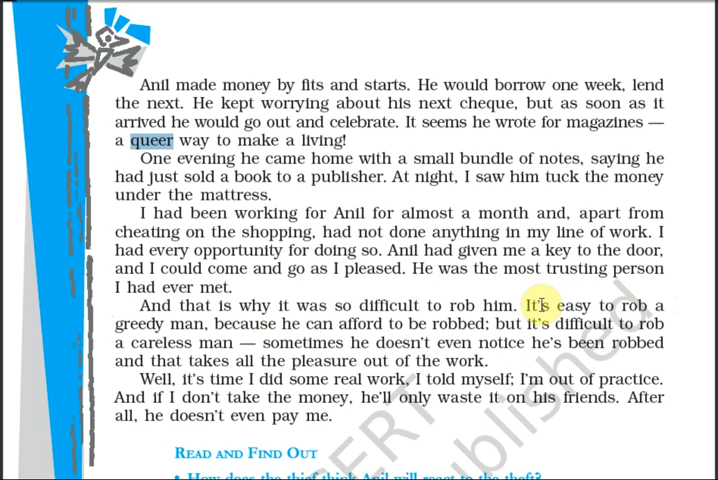 Anil made money by fits and starts. He would borrow one week, lend
the next. He kept worrying about his next cheque, but as soon as it
arrived he would go out and celebrate. It seems he wrote for magazines —
a queer way to make a living!
One evening he came home with a small bundle of notes, saying he
had just sold a book to a publisher. At night, I saw him tuck the money
under the mattress.
I had been working for Anil for almost a month and, apart from
cheating on the shopping, had not done anything in my line of work. I
had every opportunity for doing so. Anil had given me a key to the door,
and I could come and go as I pleased. He was the most trusting person
I had ever met.
And that is why it was so difficult to rob him. It's easy to rob a
greedy man, because he can afford to be robbed; but it's difficult to rob
a careless man — sometimes he doesn't even notice he's been robbed
and that takes all the pleasure out of the work.
Well, it's time I did some real work, I told myself; I'm out of practice.
And if I don't take the money, he'll only waste it on his friends. After
all, he doesn't even pay me.
READ AND FIND OUT
• How does the thief think Anil will react to the theft?